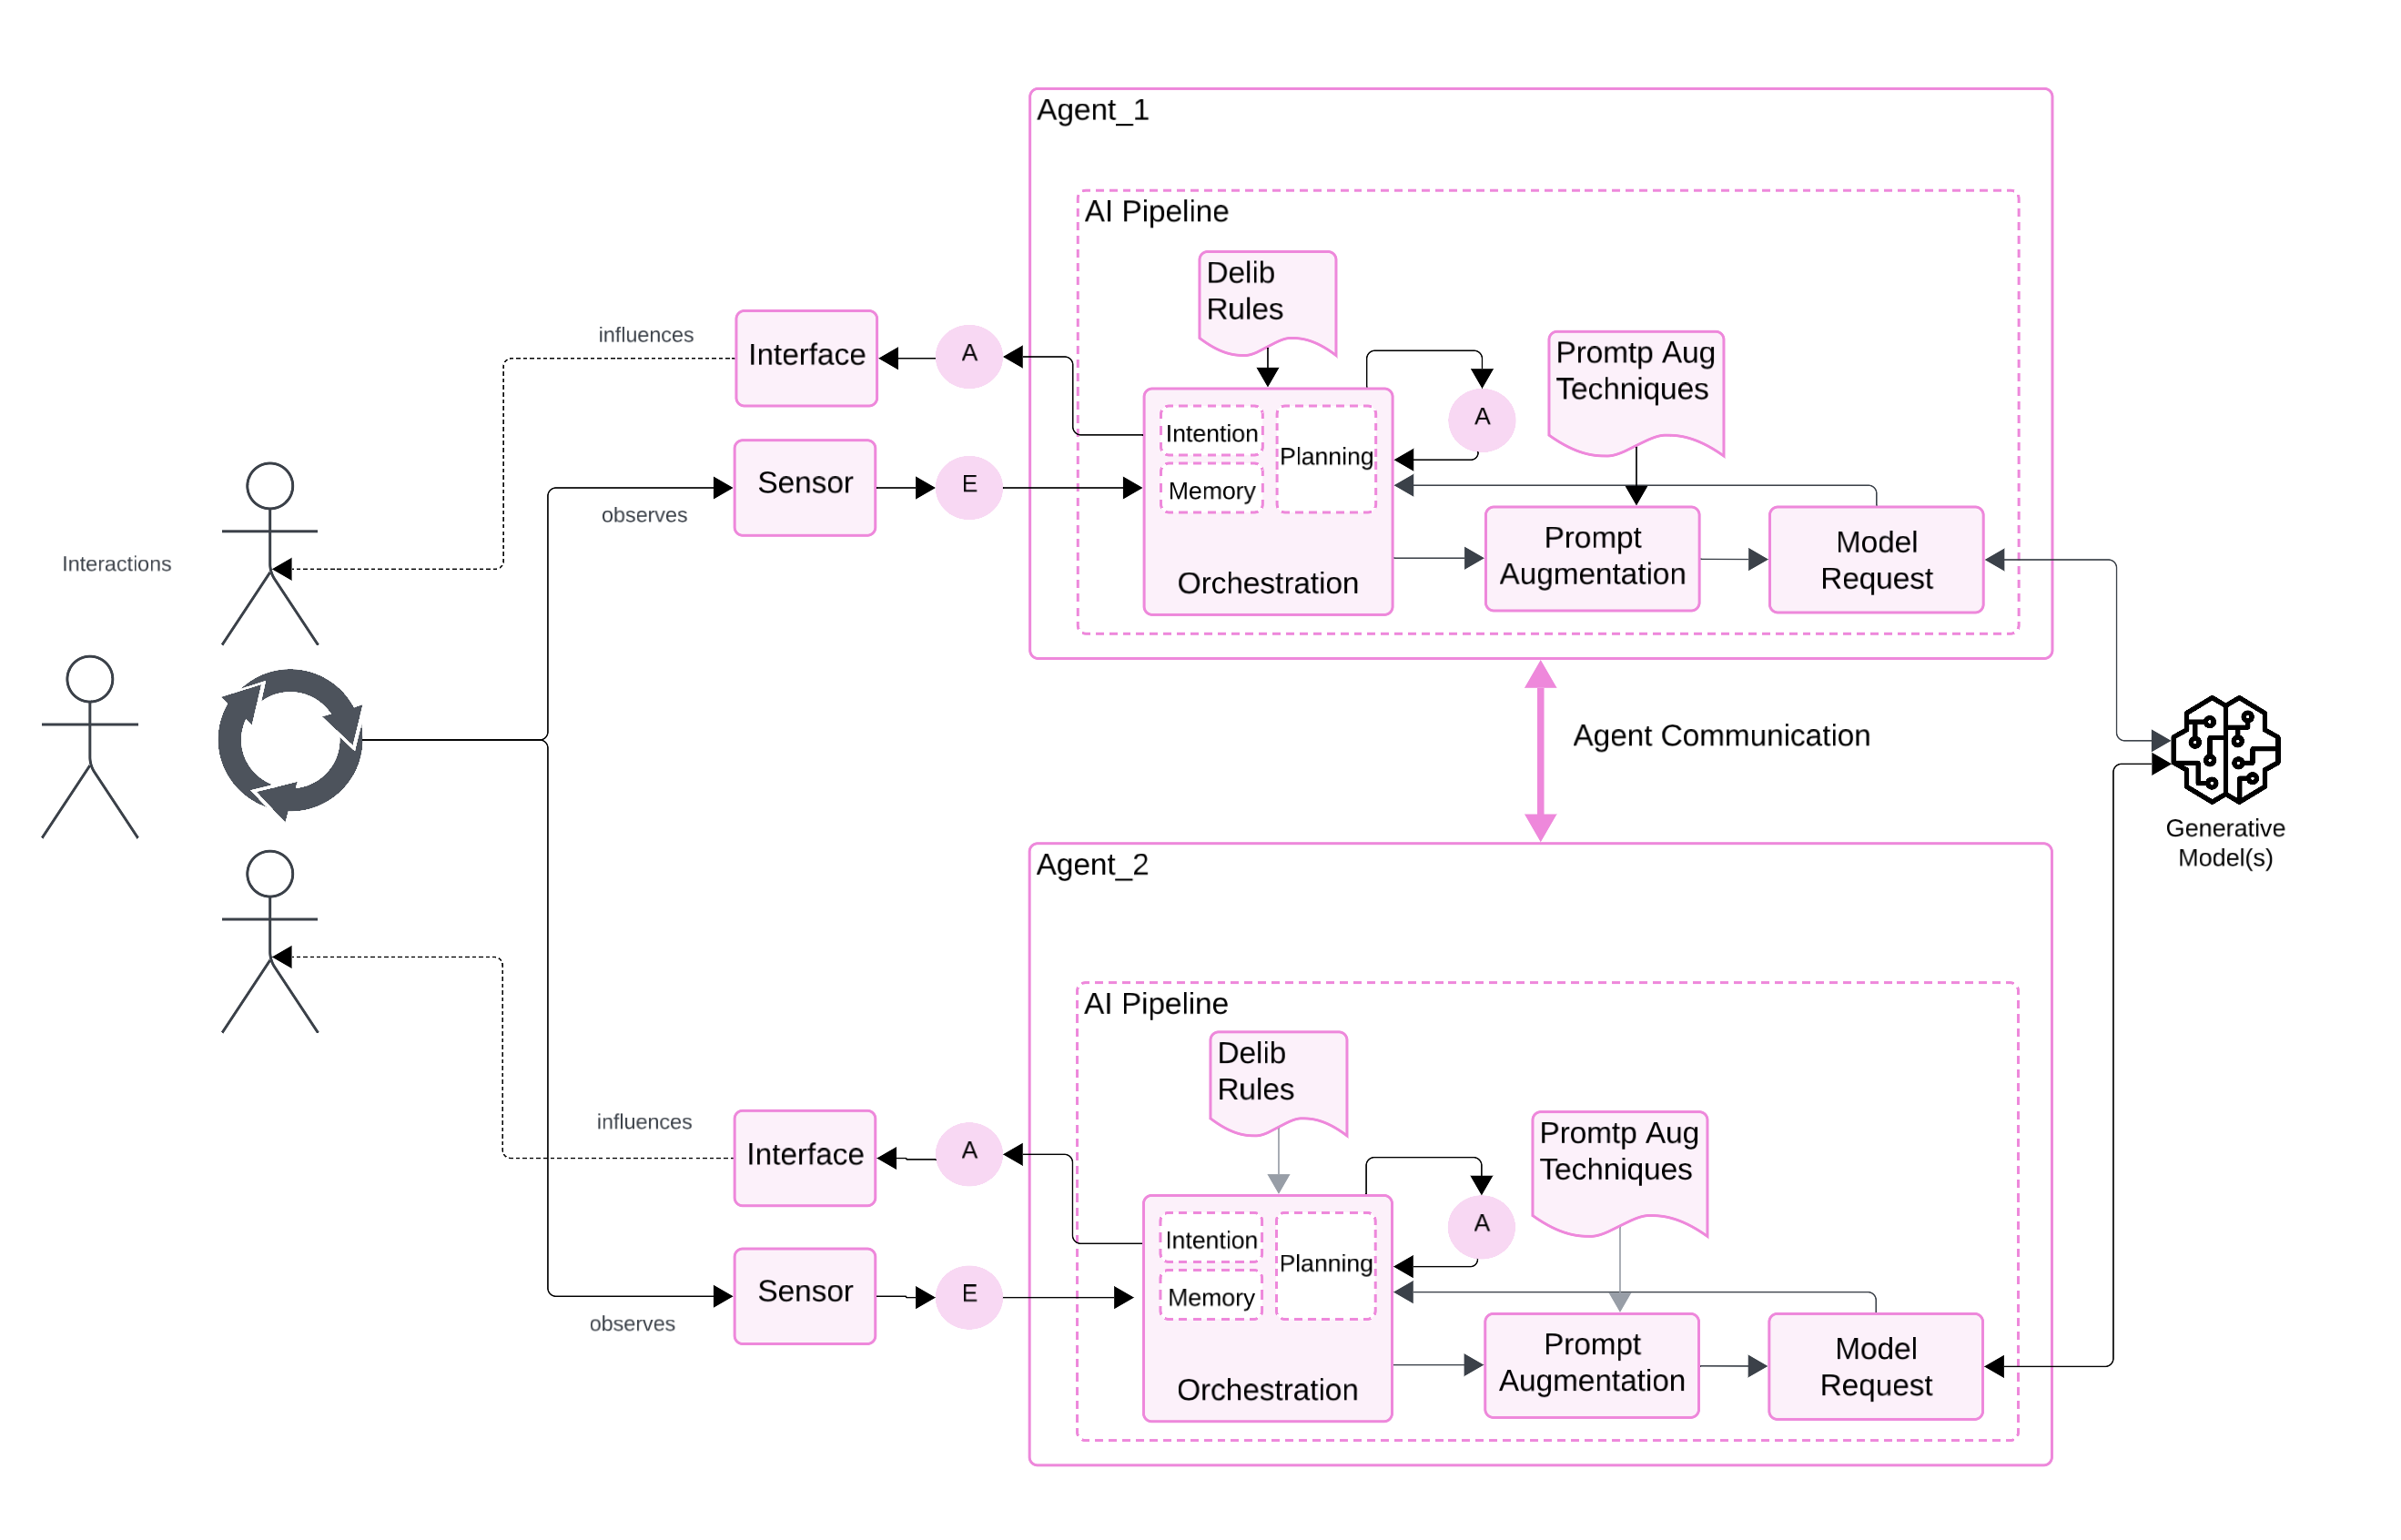 Agent_1
AI Pipeline
Delib
Rules
influences
Interface
A
Promtp Aug
Techniques
A
Intention
Planning
Memory
Sensor
E
observes
Prompt
Augmentation
Model
Request
Orchestration
Interactions
Agent Communication
Generative
Model(s)
Agent_2
AI Pipeline
Delib
Rules
influences
Interface
A
Promtp Aug
Techniques
A
Intention
Planning
Memory
Sensor
E
observes
Prompt
Augmentation
Model
Request
Orchestration